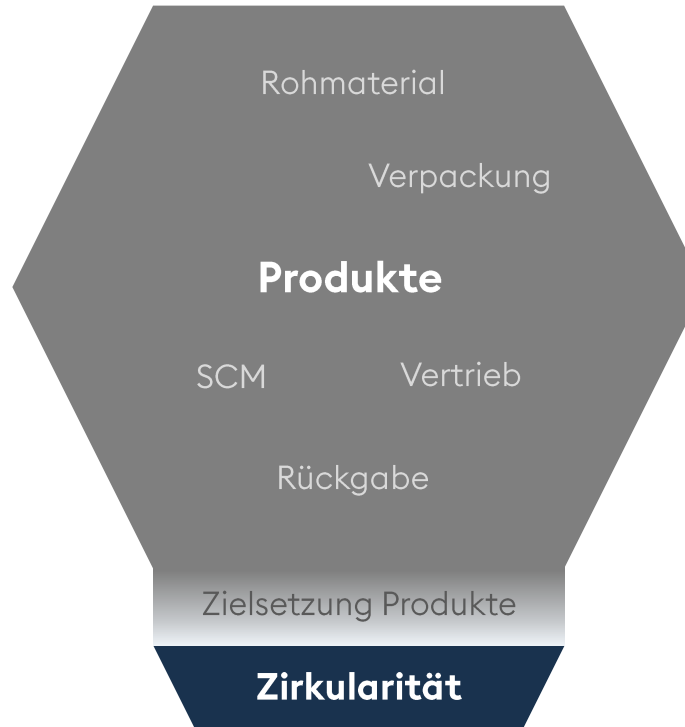 Rohmaterial
Verpackung
Produkte
SCM Vertrieb
Rückgabe
Zielsetzung Produkte
Zirkularität